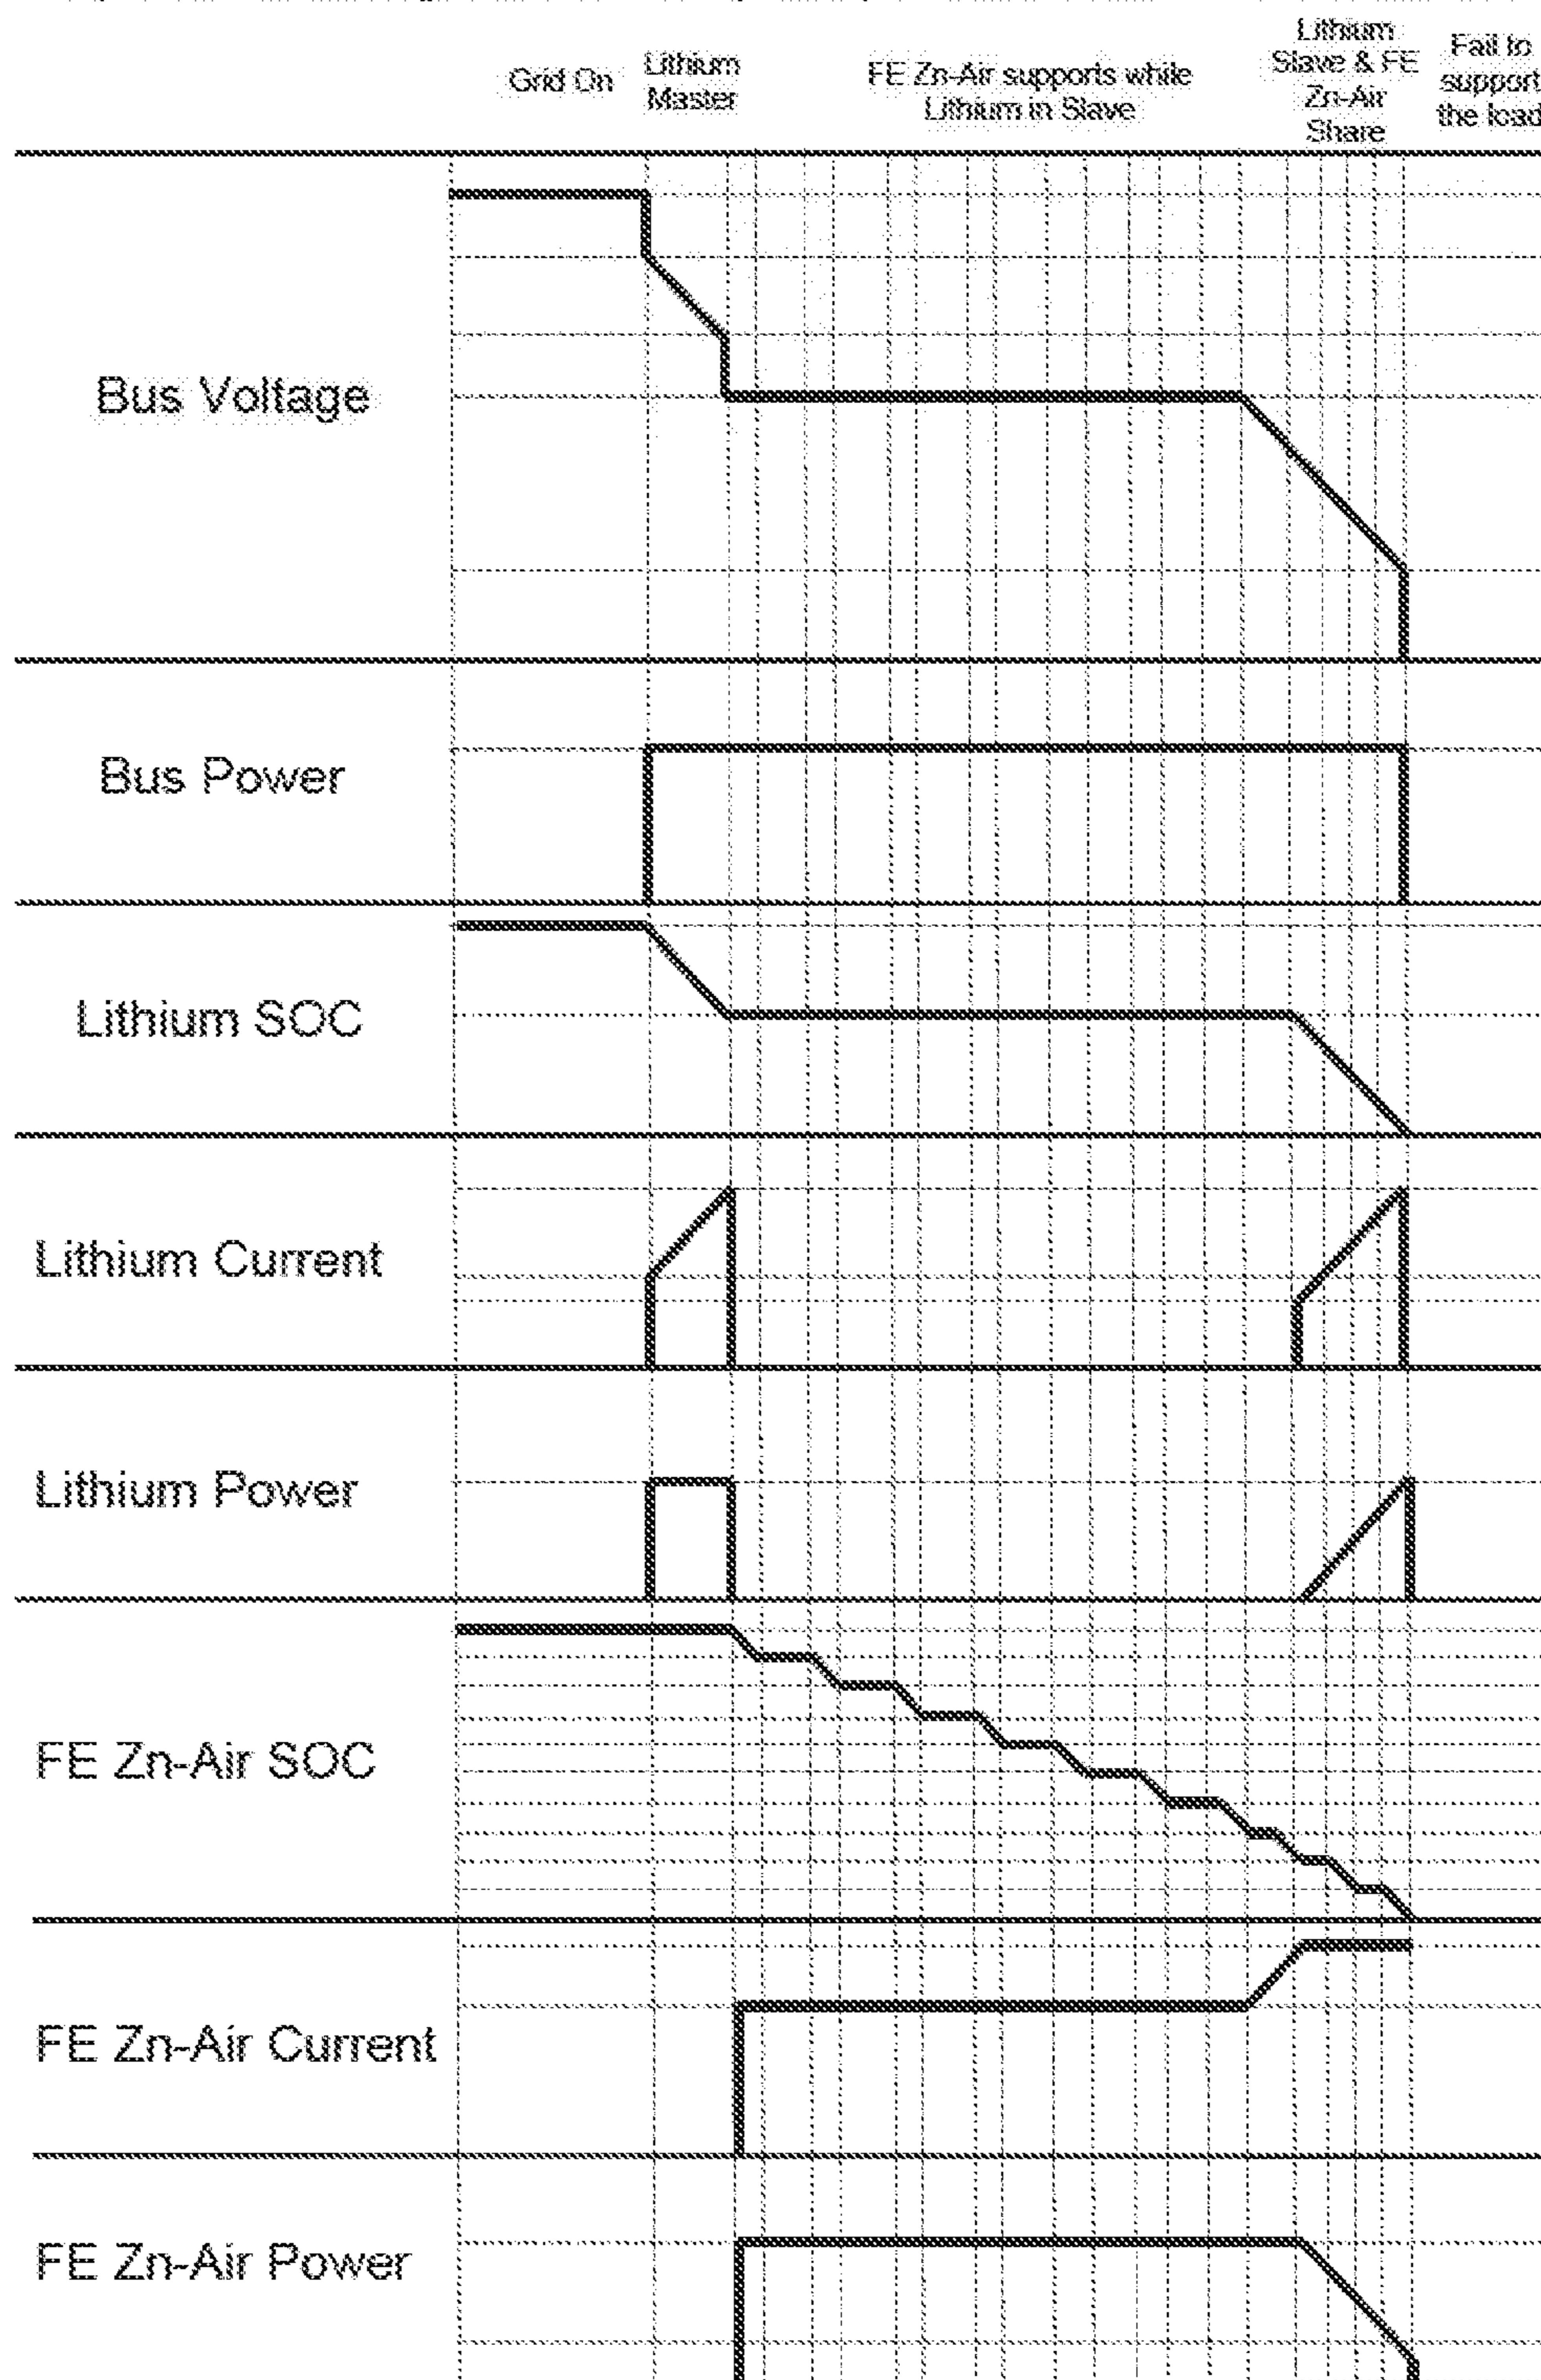 Grid On
Lithium
Master
FE Zn-Air supports while
Lithium in Slave
Lithium
Slave & FE
Zn-Air
Share
Fail to
support
the load
Bus Voltage
Bus Power
Lithium SOC
Lithium Current
Lithium Power
FE Zn-Air SOC
FE Zn-Air Current
FE Zn-Air Power